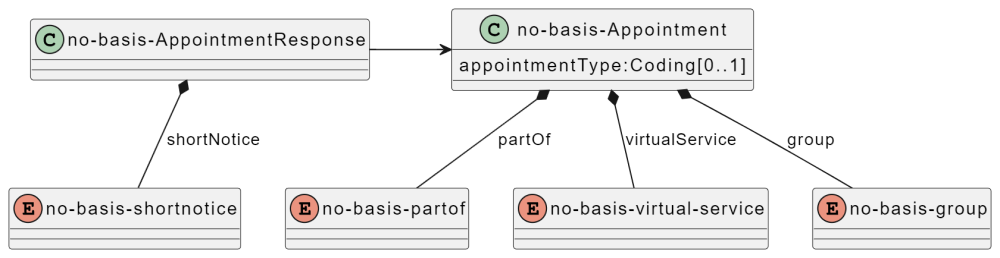 C no-basis-AppointmentResponse
C no-basis-Appointment
appointmentType:Coding[0..1]
shortNotice
partOf
virtualService
group
E no-basis-shortnotice
E no-basis-partof
E no-basis-virtual-service
E no-basis-group